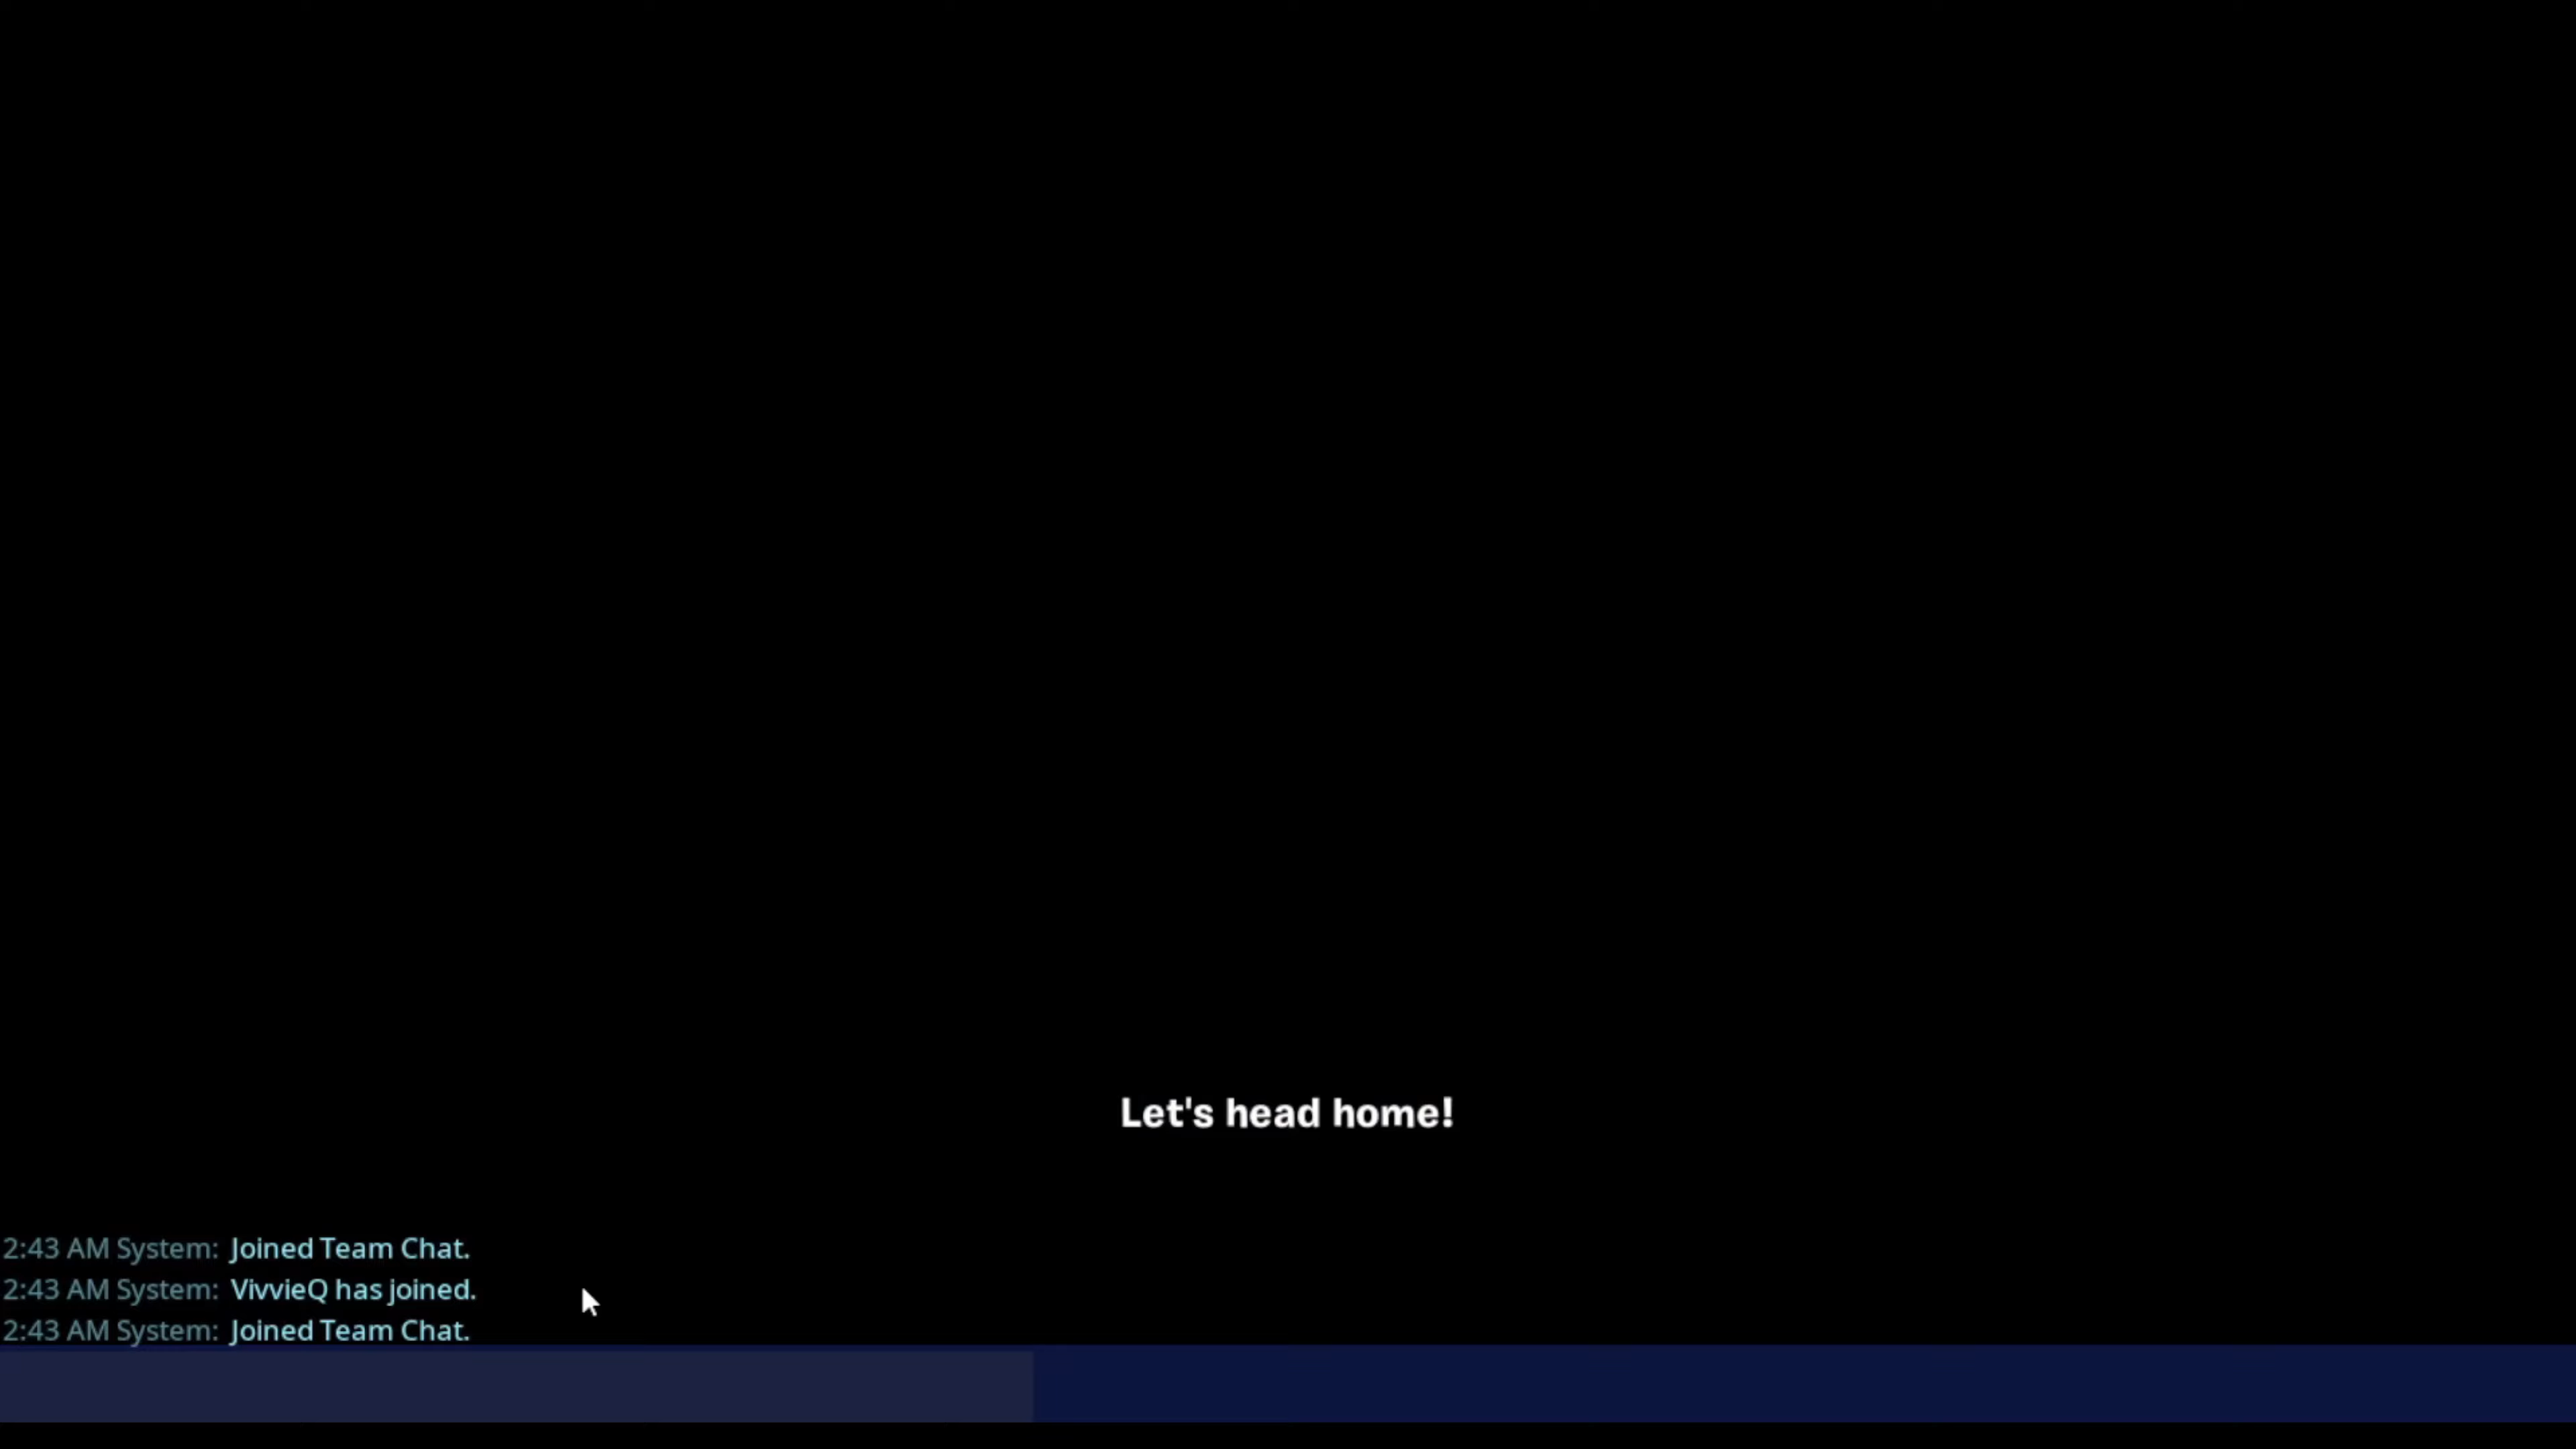 Let's head home!
2:43 AM System: Joined Team Chat.
2:43 AM System: VivvieQ has joined.
2:43 AM System: Joined Team Chat.